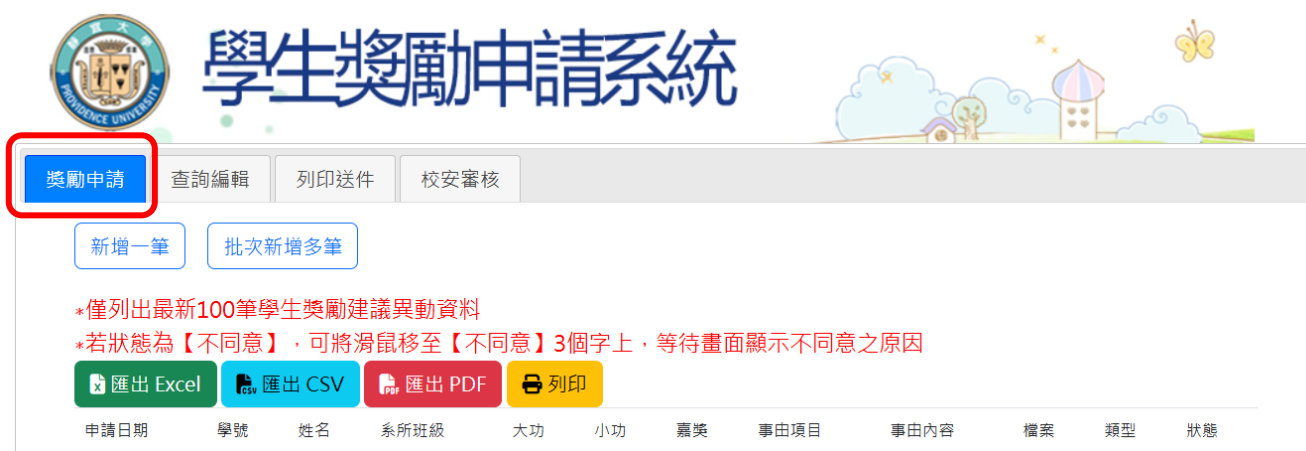 靜宜大學
PROVIDENCE UNIVERSITY
學生獎勵申請系統
獎勵申請 查詢編輯 列印送件 校安審核
新增一筆 批次新增多筆
*僅列出最新100筆學生獎勵建議異動資料
*若狀態為【不同意】，可將滑鼠移至【不同意】3個字上，等待畫面顯示不同意之原因
匯出 Excel 匯出 CSV 匯出 PDF 列印
申請日期 學號 姓名 系所班級 大功 小功 嘉獎 事由項目 事由內容 檔案 類型 狀態